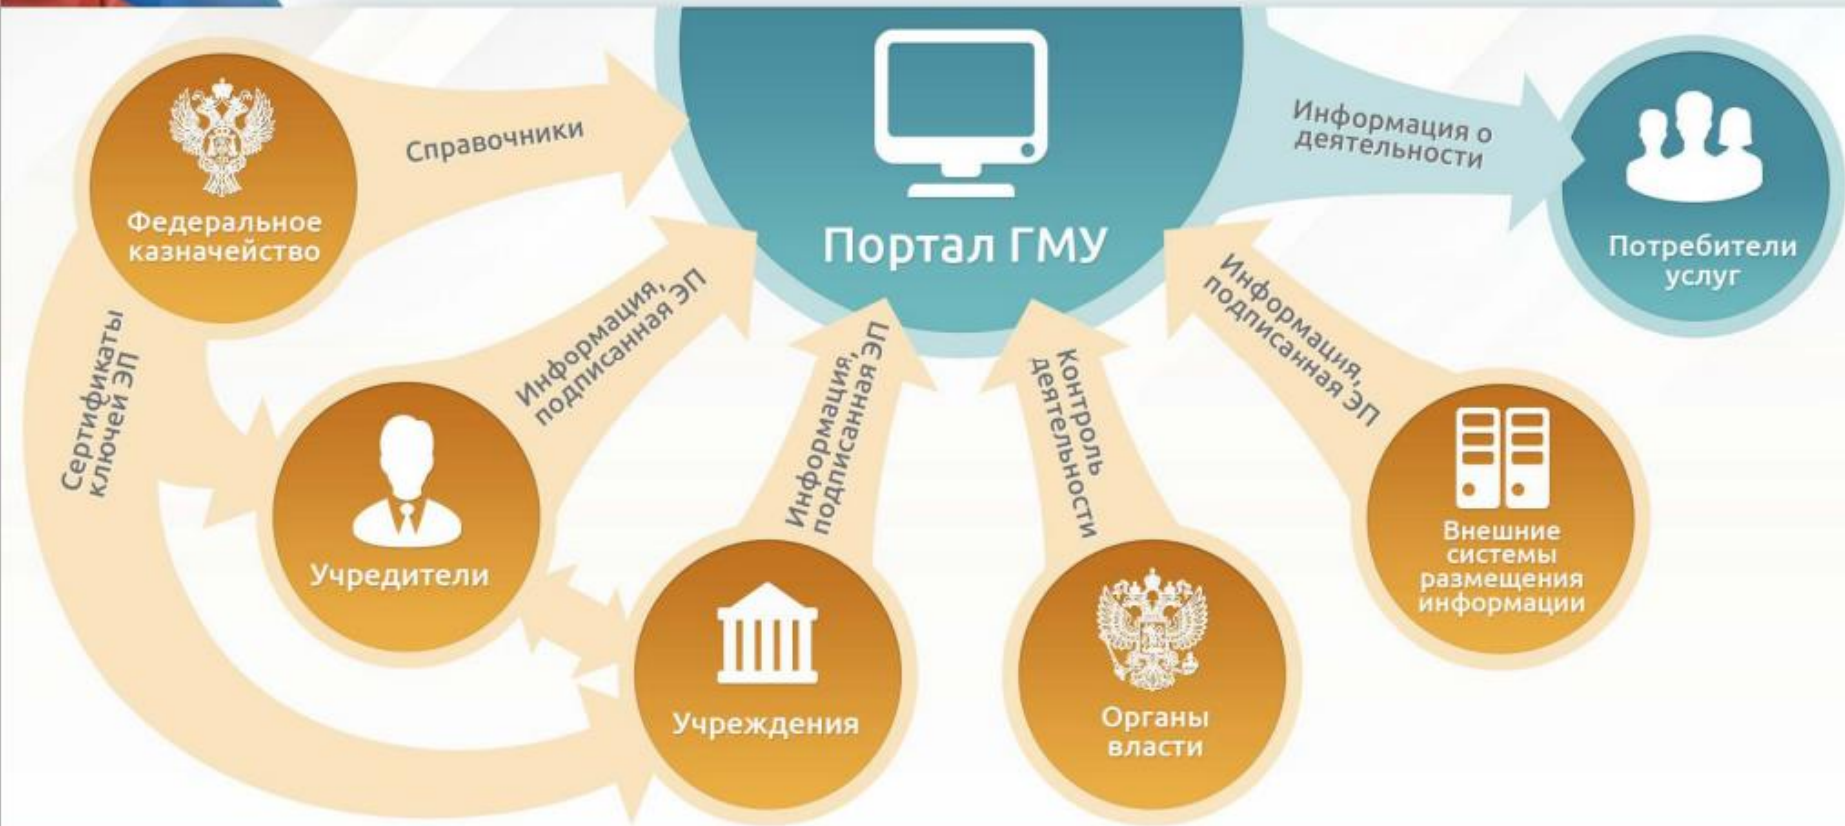 Справочники
Информация о
деятельности
Портал ГМУ
Федеральное
казначейство
Потребители
услуг
Сертификаты
ключей ЭП
Информация,
подписанная ЭП
Информация,
подписанная ЭП
Контроль
деятельности
Информация,
подписанная ЭП
Учредители
Внешние
системы
размещения
информации
Учреждения
Органы
власти